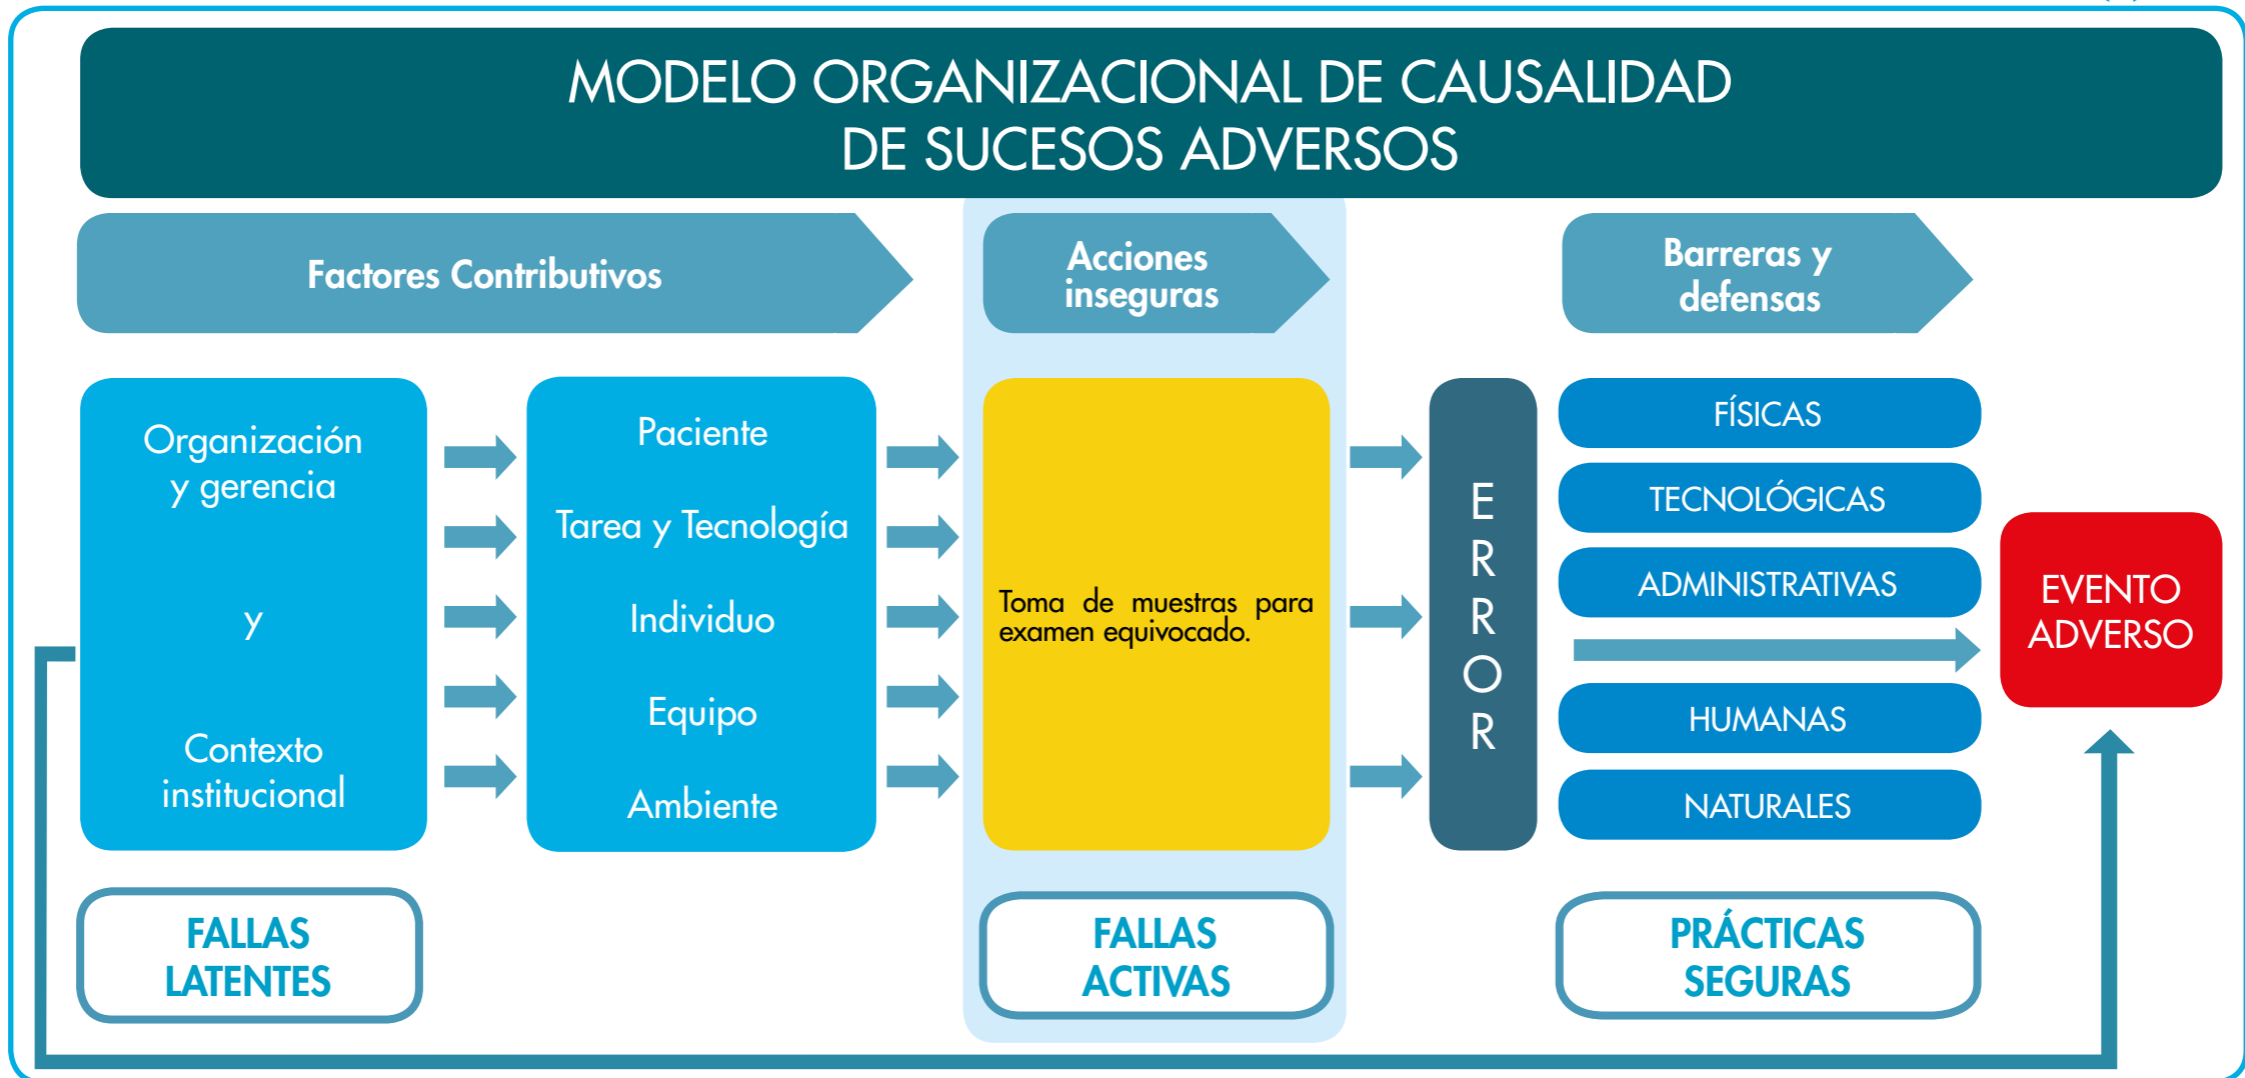 MODELO ORGANIZACIONAL DE CAUSALIDAD
DE SUCESOS ADVERSOS
Factores Contributivos
Acciones
inseguras
Barreras y
defensas
Organización
y gerencia
y
Contexto
institucional
Paciente
Tarea y Tecnología
Individuo
Equipo
Ambiente
Toma de muestras para
examen equivocado.
E
R
R
O
R
FÍSICAS
TECNOLÓGICAS
ADMINISTRATIVAS
HUMANAS
NATURALES
EVENTO
ADVERSO
FALLAS
LATENTES
FALLAS
ACTIVAS
PRÁCTICAS
SEGURAS